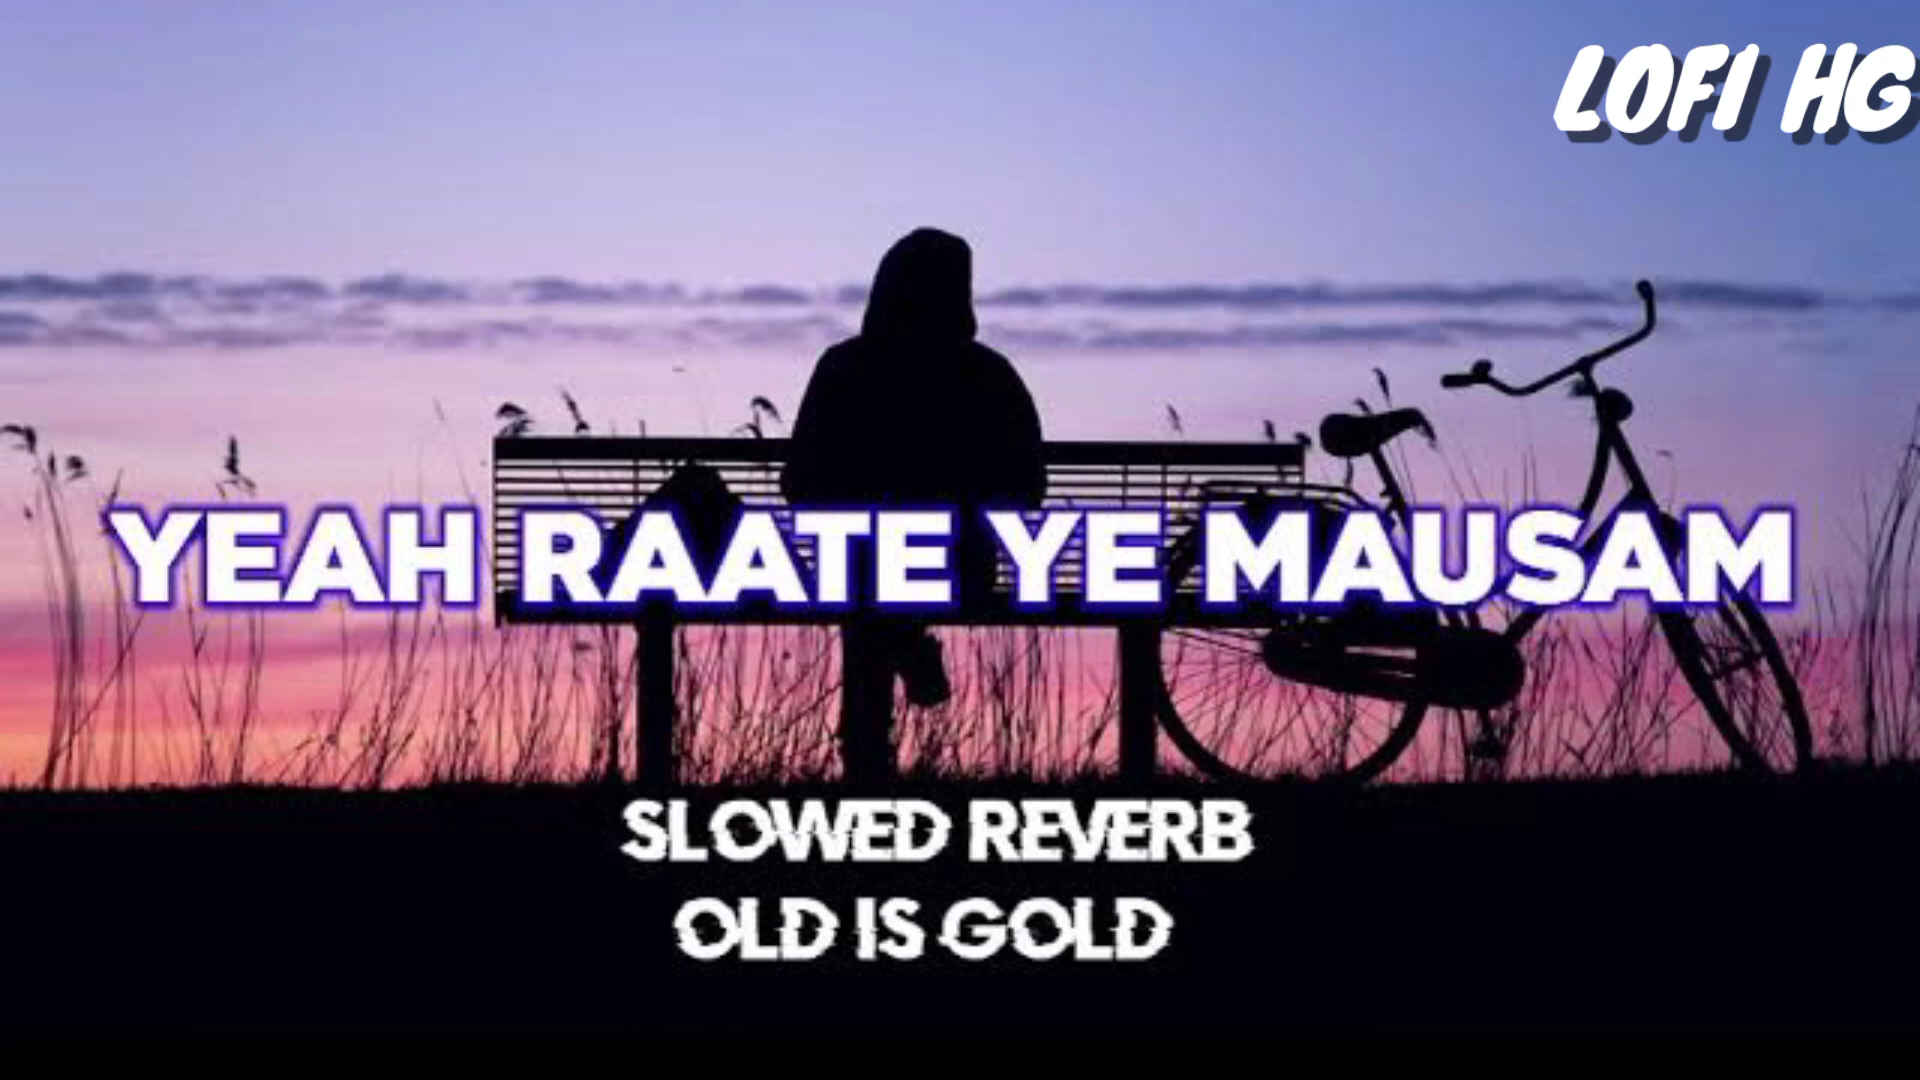 LOFI HG
YEAH RAATE YE MAUSAM
SLOWED REVERB
OLD IS GOLD